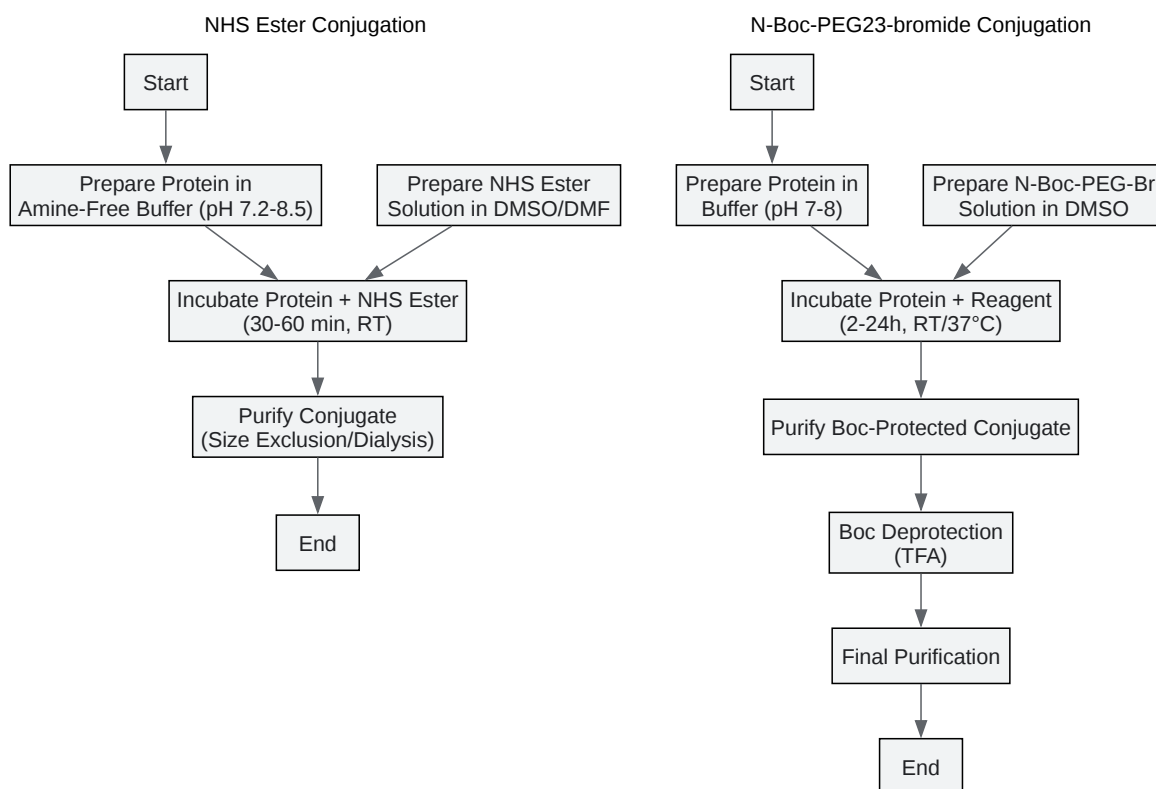 NHS Ester Conjugation
Start
Prepare Protein in
Amine-Free Buffer (pH 7.2-8.5)
Prepare NHS Ester
Solution in DMSO/DMF
Incubate Protein + NHS Ester
(30-60 min, RT)
Purify Conjugate
(Size Exclusion/Dialysis)
End
N-Boc-PEG23-bromide Conjugation
Start
Prepare Protein in
Buffer (pH 7-8)
Prepare N-Boc-PEG-Br
Solution in DMSO
Incubate Protein + Reagent
(2-24h, RT/37°C)
Purify Boc-Protected Conjugate
Boc Deprotection
(TFA)
Final Purification
End